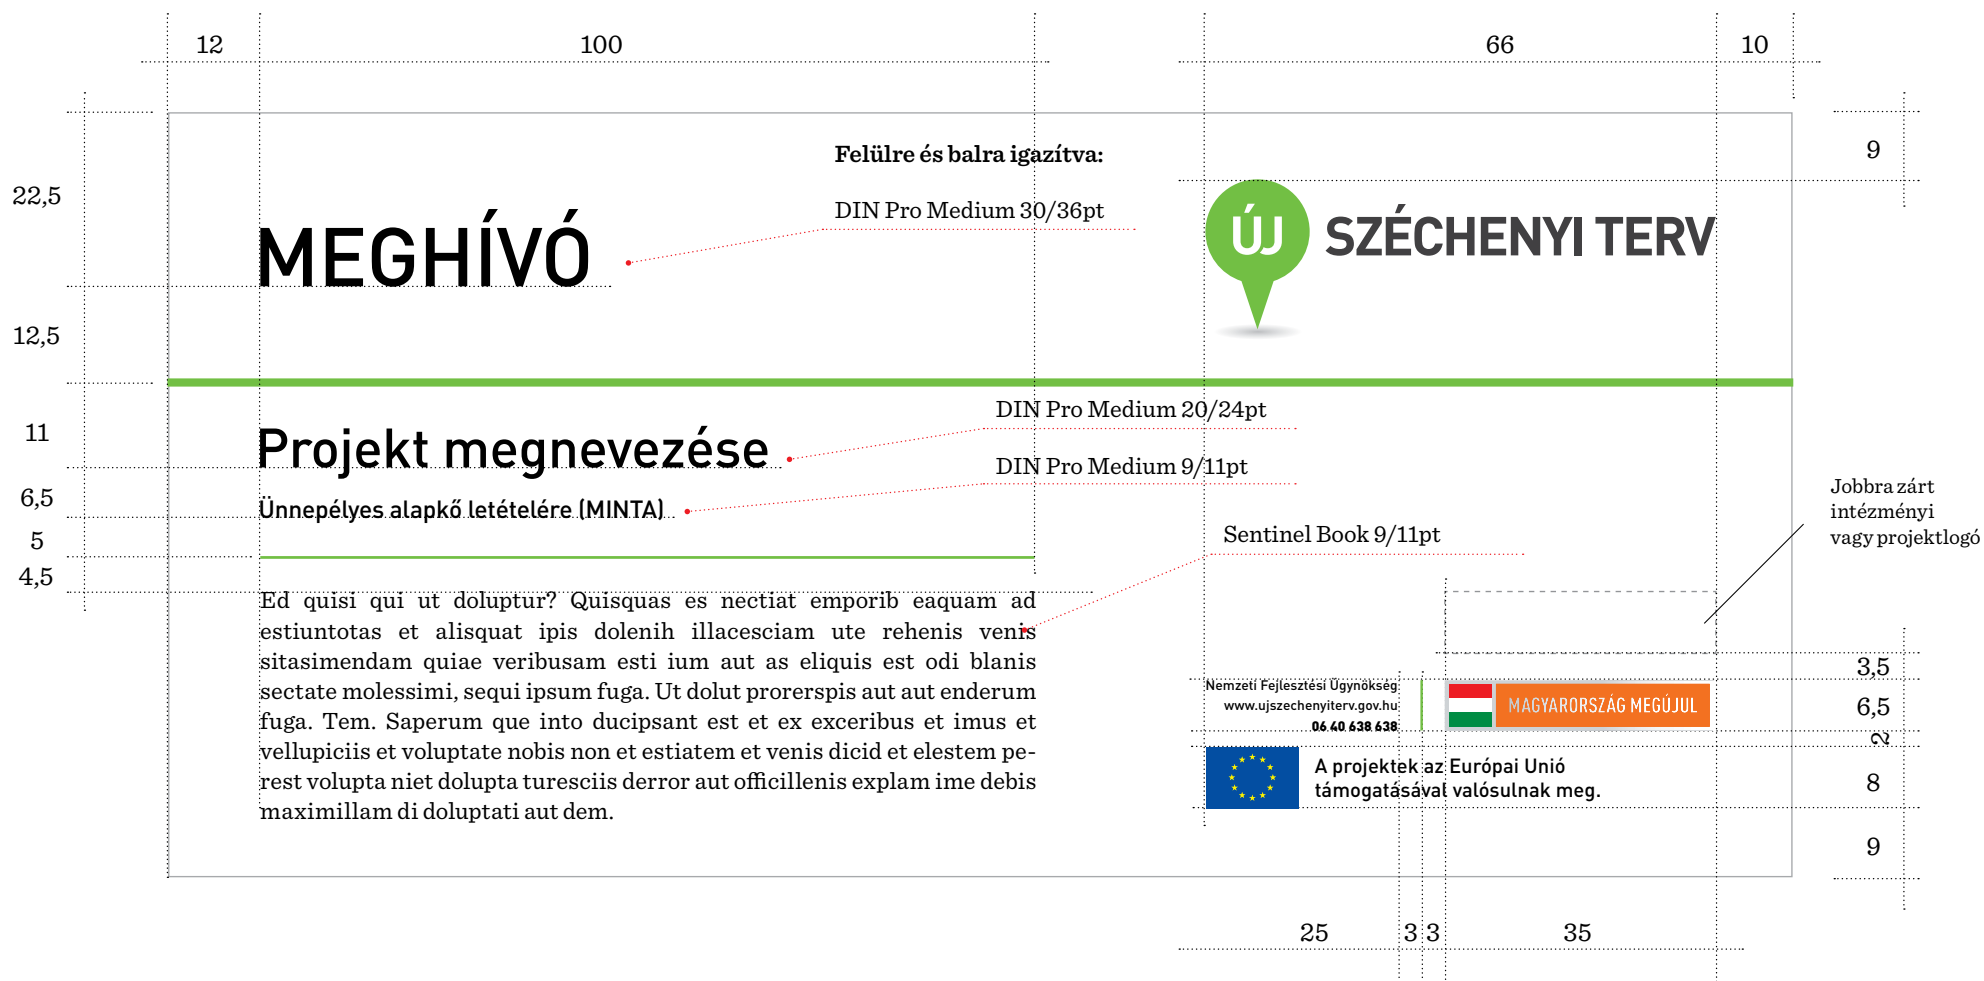 12
100
66
10
9
22,5
12,5
11
6,5
5
4,5
Felülre és balra igazítva:
DIN Pro Medium 30/36pt
MEGHÍVÓ
ÚJ SZÉCHENYI TERV
DIN Pro Medium 20/24pt
Projekt megnevezése
DIN Pro Medium 9/11pt
Ünnepélyes alapkő letételére (MINTA)
Sentinel Book 9/11pt
Jobbra zárt
intézményi
vagy projektlogó
Ed quisi qui ut doluptur? Quisquas es nectiat emporib eaquam ad
estiuntotas et alisquat ipis dolenih illacesciam ute rehenis venis
sitasimendam quiae veribusam esti ium aut as eliquis est odi blanis
sectate molessimi, sequi ipsum fuga. Ut dolut prorerspis aut aut enderum
fuga. Tem. Saperum que into ducipsant est et ex exceribus et imus et
vellupiciis et voluptate nobis non et estiatem et venis dicid et elestem pe-
rest volupta niet dolupta turesciis derror aut officillenis explam ime debis
maximillam di doluptati aut dem.
Nemzeti Fejlesztési Ügynökség
www.ujszechenyiterv.gov.hu
06 40 638 638
MAGYARORSZÁG MEGÚJUL
A projektek az Európai Unió
támogatásával valósulnak meg.
3,5
6,5
2
8
9
25
3
3
35